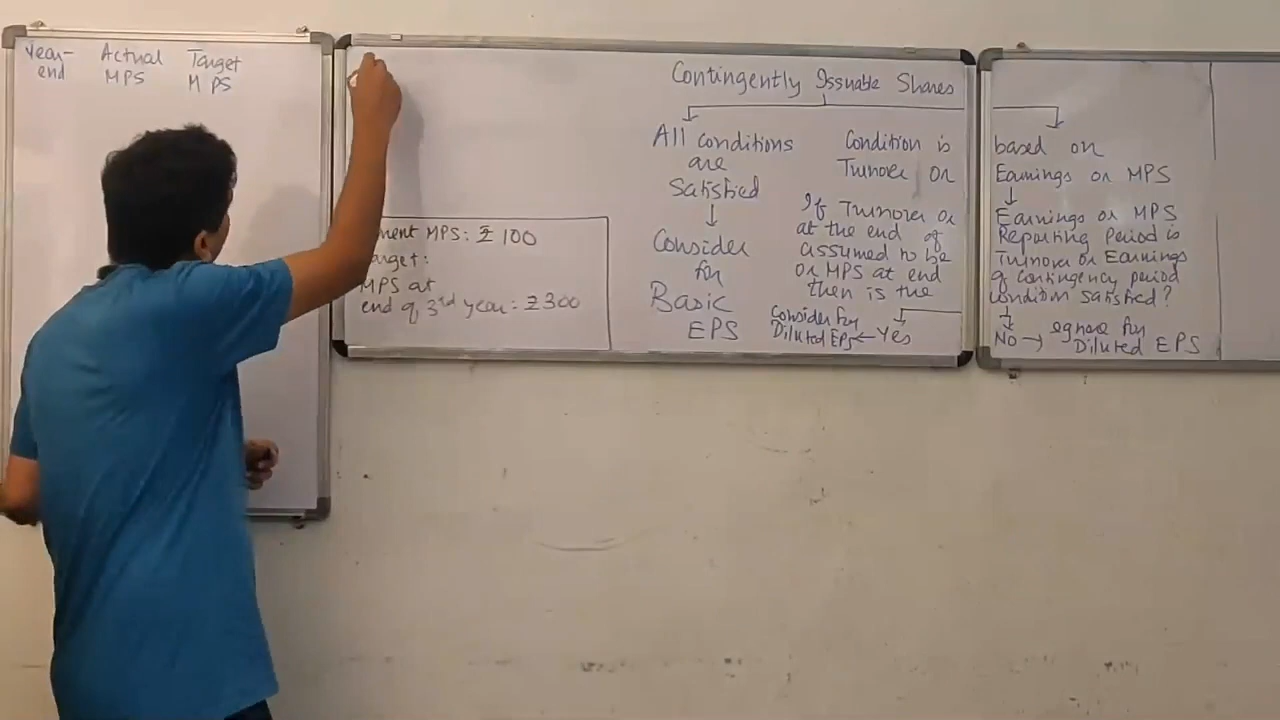 Year-end Actual MPS Target MPS
MPS: ₹100
MPS at
end of 3rd year: ₹300
Contingently Issuable Shares
All conditions
are
Satisfied
Consider
for
Basic
EPS
Condition is based on
Turnover or Earnings or MPS
If Turnover or Earnings or MPS
at the end of Reporting Period is
assumed to be Turnover or Earnings
or MPS at end of Contingency period
then is the condition satisfied?
Yes → Consider for Diluted EPS
No → ignore for Diluted EPS